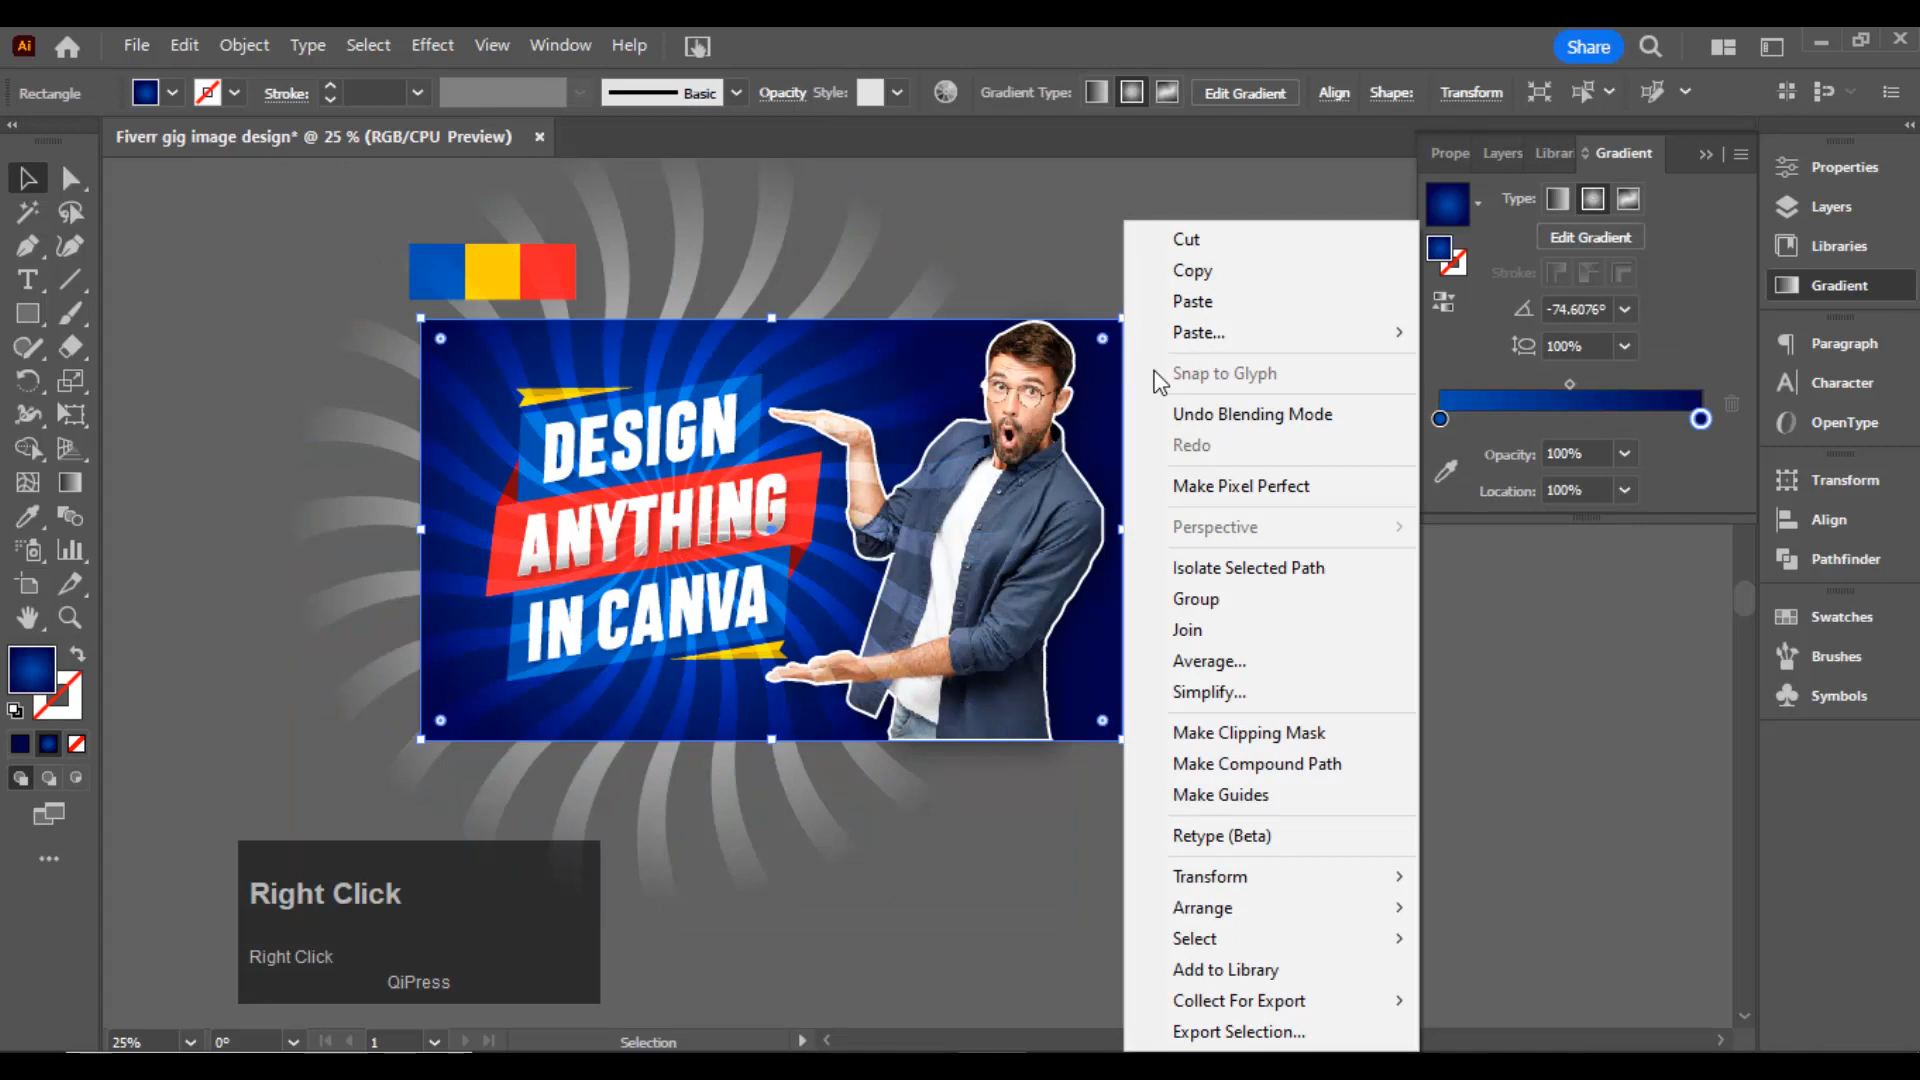 Ai File Edit Object Type Select Effect View Window Help Share
Rectangle Stroke: Basic Opacity Style: Gradient Type: Edit Gradient Align Shape: Transform
Fiverr gig image design* @ 25 % (RGB/CPU Preview)
Prope Layers Librar Gradient
Type:
Edit Gradient
Stroke:
-74.6076°
100%
Opacity: 100%
Location: 100%
Properties
Layers
Libraries
Gradient
Paragraph
Character
OpenType
Transform
Align
Pathfinder
Swatches
Brushes
Symbols
DESIGN
ANYTHING
IN CANVA
Cut
Copy
Paste
Paste...
Snap to Glyph
Undo Blending Mode
Redo
Make Pixel Perfect
Perspective
Isolate Selected Path
Group
Join
Average...
Simplify...
Make Clipping Mask
Make Compound Path
Make Guides
Retype (Beta)
Transform
Arrange
Select
Add to Library
Collect For Export
Export Selection...
Right Click
Right Click
QiPress
25% 0° 1 Selection